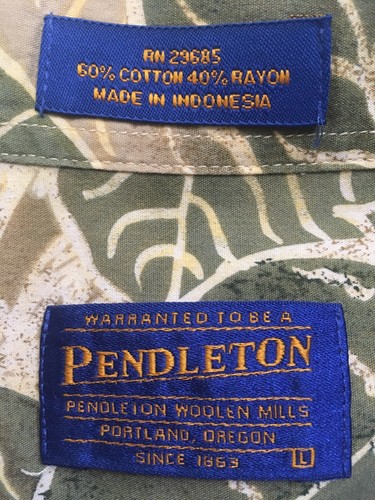 RN 29685
60% COTTON 40% RAYON
MADE IN INDONESIA
WARRANTED TO BE A
PENDLETON
PENDLETON WOOLEN MILLS
PORTLAND, OREGON
SINCE 1863 L